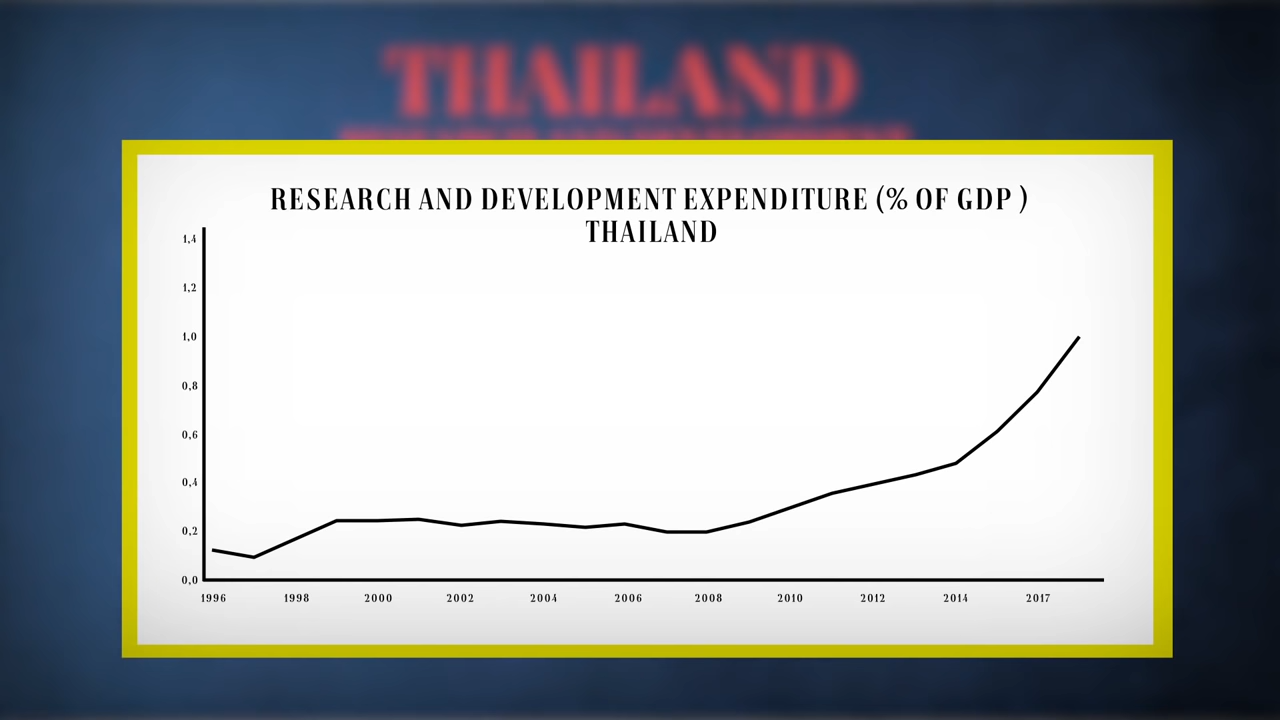 THAILAND
RESEARCH AND DEVELOPMENT EXPENDITURE (% OF GDP )
THAILAND
1,4
1,2
1,0
0,8
0,6
0,4
0,2
0,0
1996 1998 2000 2002 2004 2006 2008 2010 2012 2014 2017